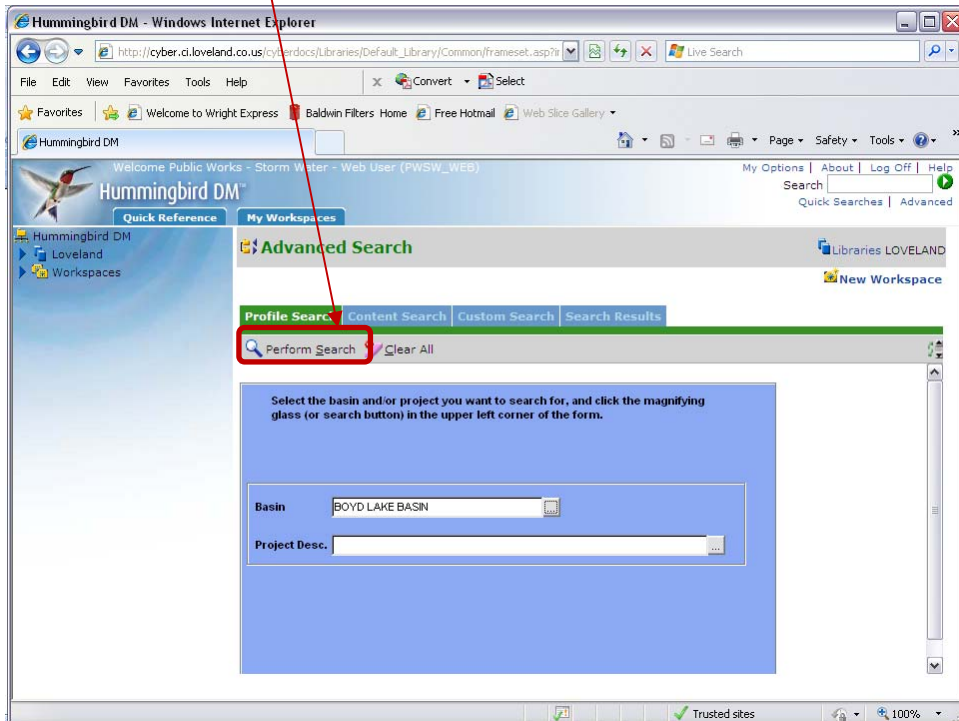 Hummingbird DM - Windows Internet Explorer
http://cyber.ci.loveland.co.us/cyberdocs/Libraries/Default_Library/Common/frameset.asp?ir
Live Search
File Edit View Favorites Tools Help x Convert Select
Favorites Welcome to Wright Express Baldwin Filters Home Free Hotmail Web Slice Gallery
Hummingbird DM Page Safety Tools »
Welcome Public Works - Storm Water - Web User (PWSW_WEB) My Options | About | Log Off | Help
Hummingbird DM™ Search
Quick Searches | Advanced
Quick Reference My Workspaces
Hummingbird DM
Loveland
Workspaces
Advanced Search Libraries LOVELAND
New Workspace
Profile Search Content Search Custom Search Search Results
Perform Search Clear All
Select the basin and/or project you want to search for, and click the magnifying
glass (or search button) in the upper left corner of the form.
Basin BOYD LAKE BASIN ...
Project Desc. ...
Trusted sites 100%